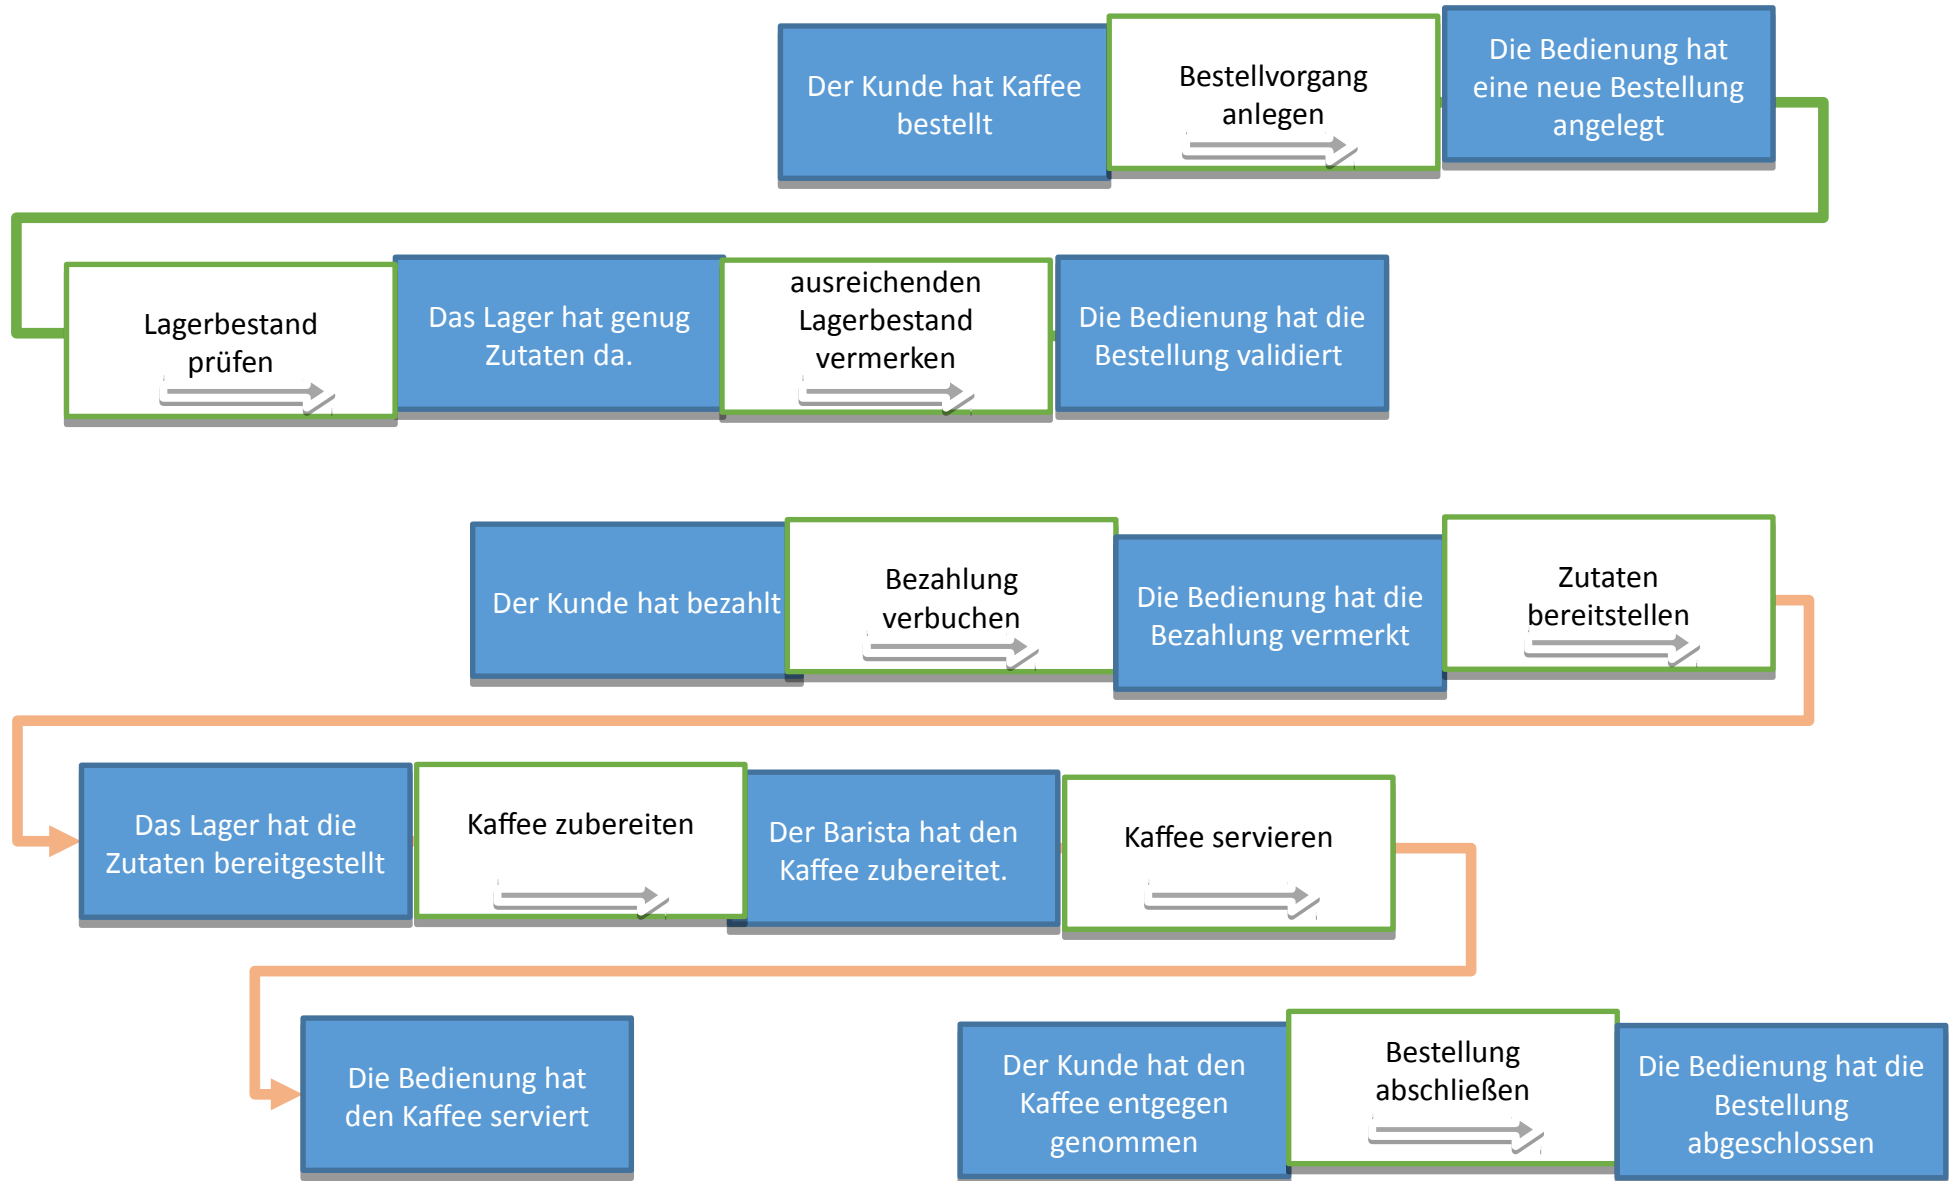 Der Kunde hat Kaffee
bestellt
Bestellvorgang
anlegen
Die Bedienung hat
eine neue Bestellung
angelegt
Lagerbestand
prüfen
Das Lager hat genug
Zutaten da.
ausreichenden
Lagerbestand
vermerken
Die Bedienung hat die
Bestellung validiert
Der Kunde hat bezahlt
Bezahlung
verbuchen
Die Bedienung hat die
Bezahlung vermerkt
Zutaten
bereitstellen
Das Lager hat die
Zutaten bereitgestellt
Kaffee zubereiten
Der Barista hat den
Kaffee zubereitet.
Kaffee servieren
Die Bedienung hat
den Kaffee serviert
Der Kunde hat den
Kaffee entgegen
genommen
Bestellung
abschließen
Die Bedienung hat die
Bestellung
abgeschlossen